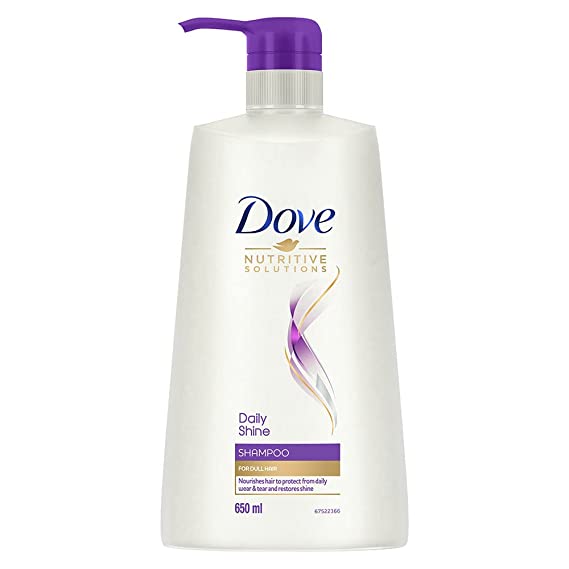 Dove
NUTRITIVE
SOLUTIONS
Daily
Shine
SHAMPOO
FOR DULL HAIR
Nourishes hair to protect from daily
wear & tear and restores shine
650 ml
67522366